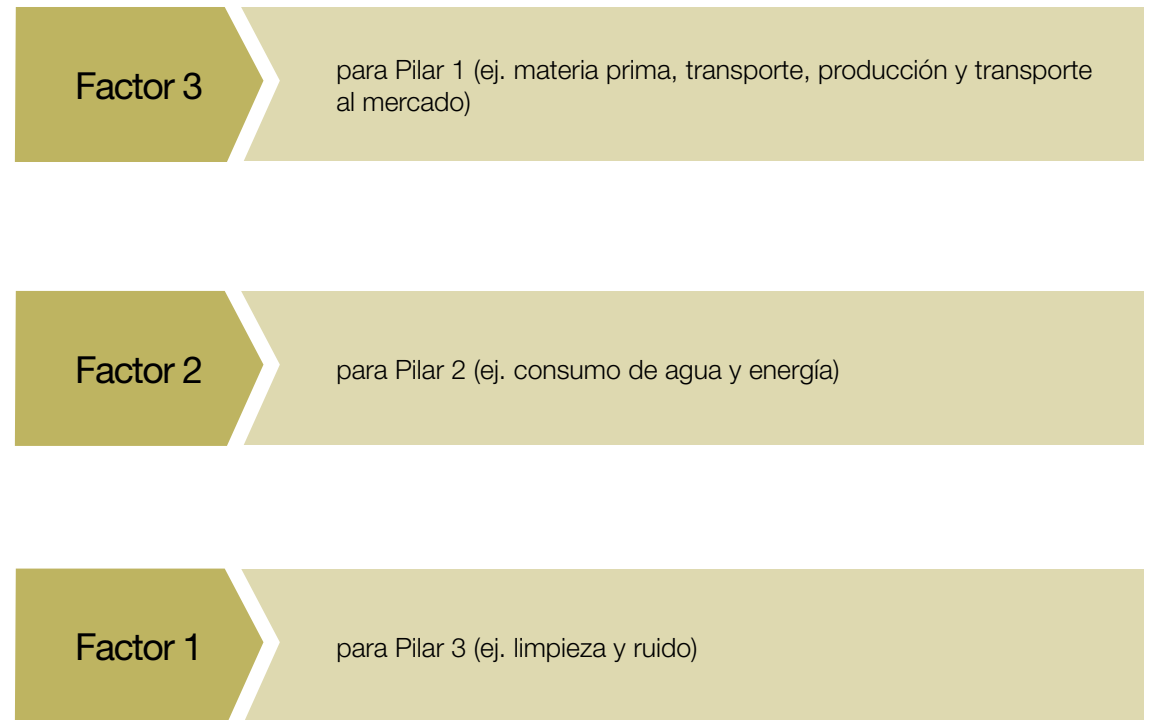 Factor 3
para Pilar 1 (ej. materia prima, transporte, producción y transporte
al mercado)
Factor 2
para Pilar 2 (ej. consumo de agua y energía)
Factor 1
para Pilar 3 (ej. limpieza y ruido)